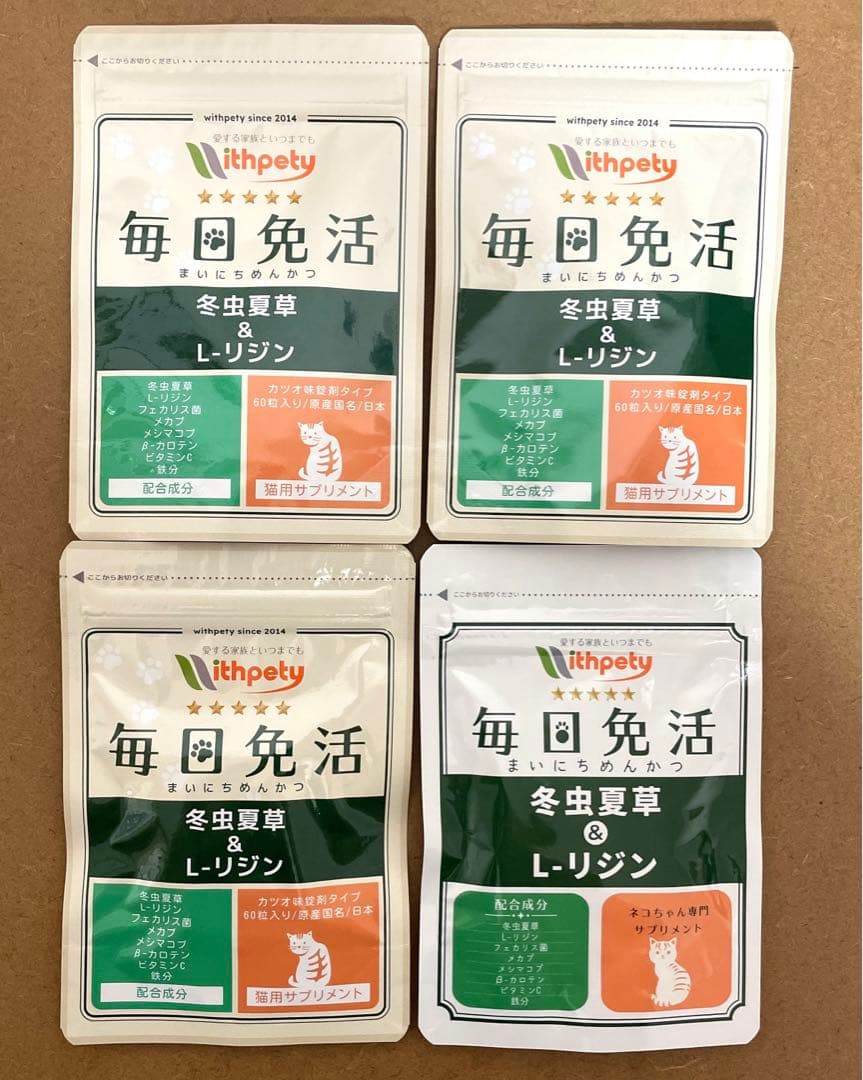 ここからお切りください
withpety since 2014
愛する家族といつまでも
Withpety
毎日免活
まいにちめんかつ
冬虫夏草
&
L-リジン
冬虫夏草
L-リジン
フェカリス菌
メカブ
メシマコブ
β-カロテン
ビタミンC
鉄分
配合成分
カツオ味錠剤タイプ
60粒入り/原産国名/日本
猫用サプリメント
ここからお切りください
withpety since 2014
愛する家族といつまでも
Withpety
毎日免活
まいにちめんかつ
冬虫夏草
&
L-リジン
冬虫夏草
L-リジン
フェカリス菌
メカブ
メシマコブ
β-カロテン
ビタミンC
鉄分
配合成分
カツオ味錠剤タイプ
60粒入り/原産国名/日本
猫用サプリメント
ここからお切りください
withpety since 2014
愛する家族といつまでも
Withpety
毎日免活
まいにちめんかつ
冬虫夏草
&
L-リジン
冬虫夏草
L-リジン
フェカリス菌
メカブ
メシマコブ
β-カロテン
ビタミンC
鉄分
配合成分
カツオ味錠剤タイプ
60粒入り/原産国名/日本
猫用サプリメント
ここからお切りください
愛する家族といつまでも
Withpety
毎日免活
まいにちめんかつ
冬虫夏草
&
L-リジン
配合成分
冬虫夏草
L-リジン
フェカリス菌
メカブ
メシマコブ
β-カロテン
ビタミンC
鉄分
ネコちゃん専門
サプリメント